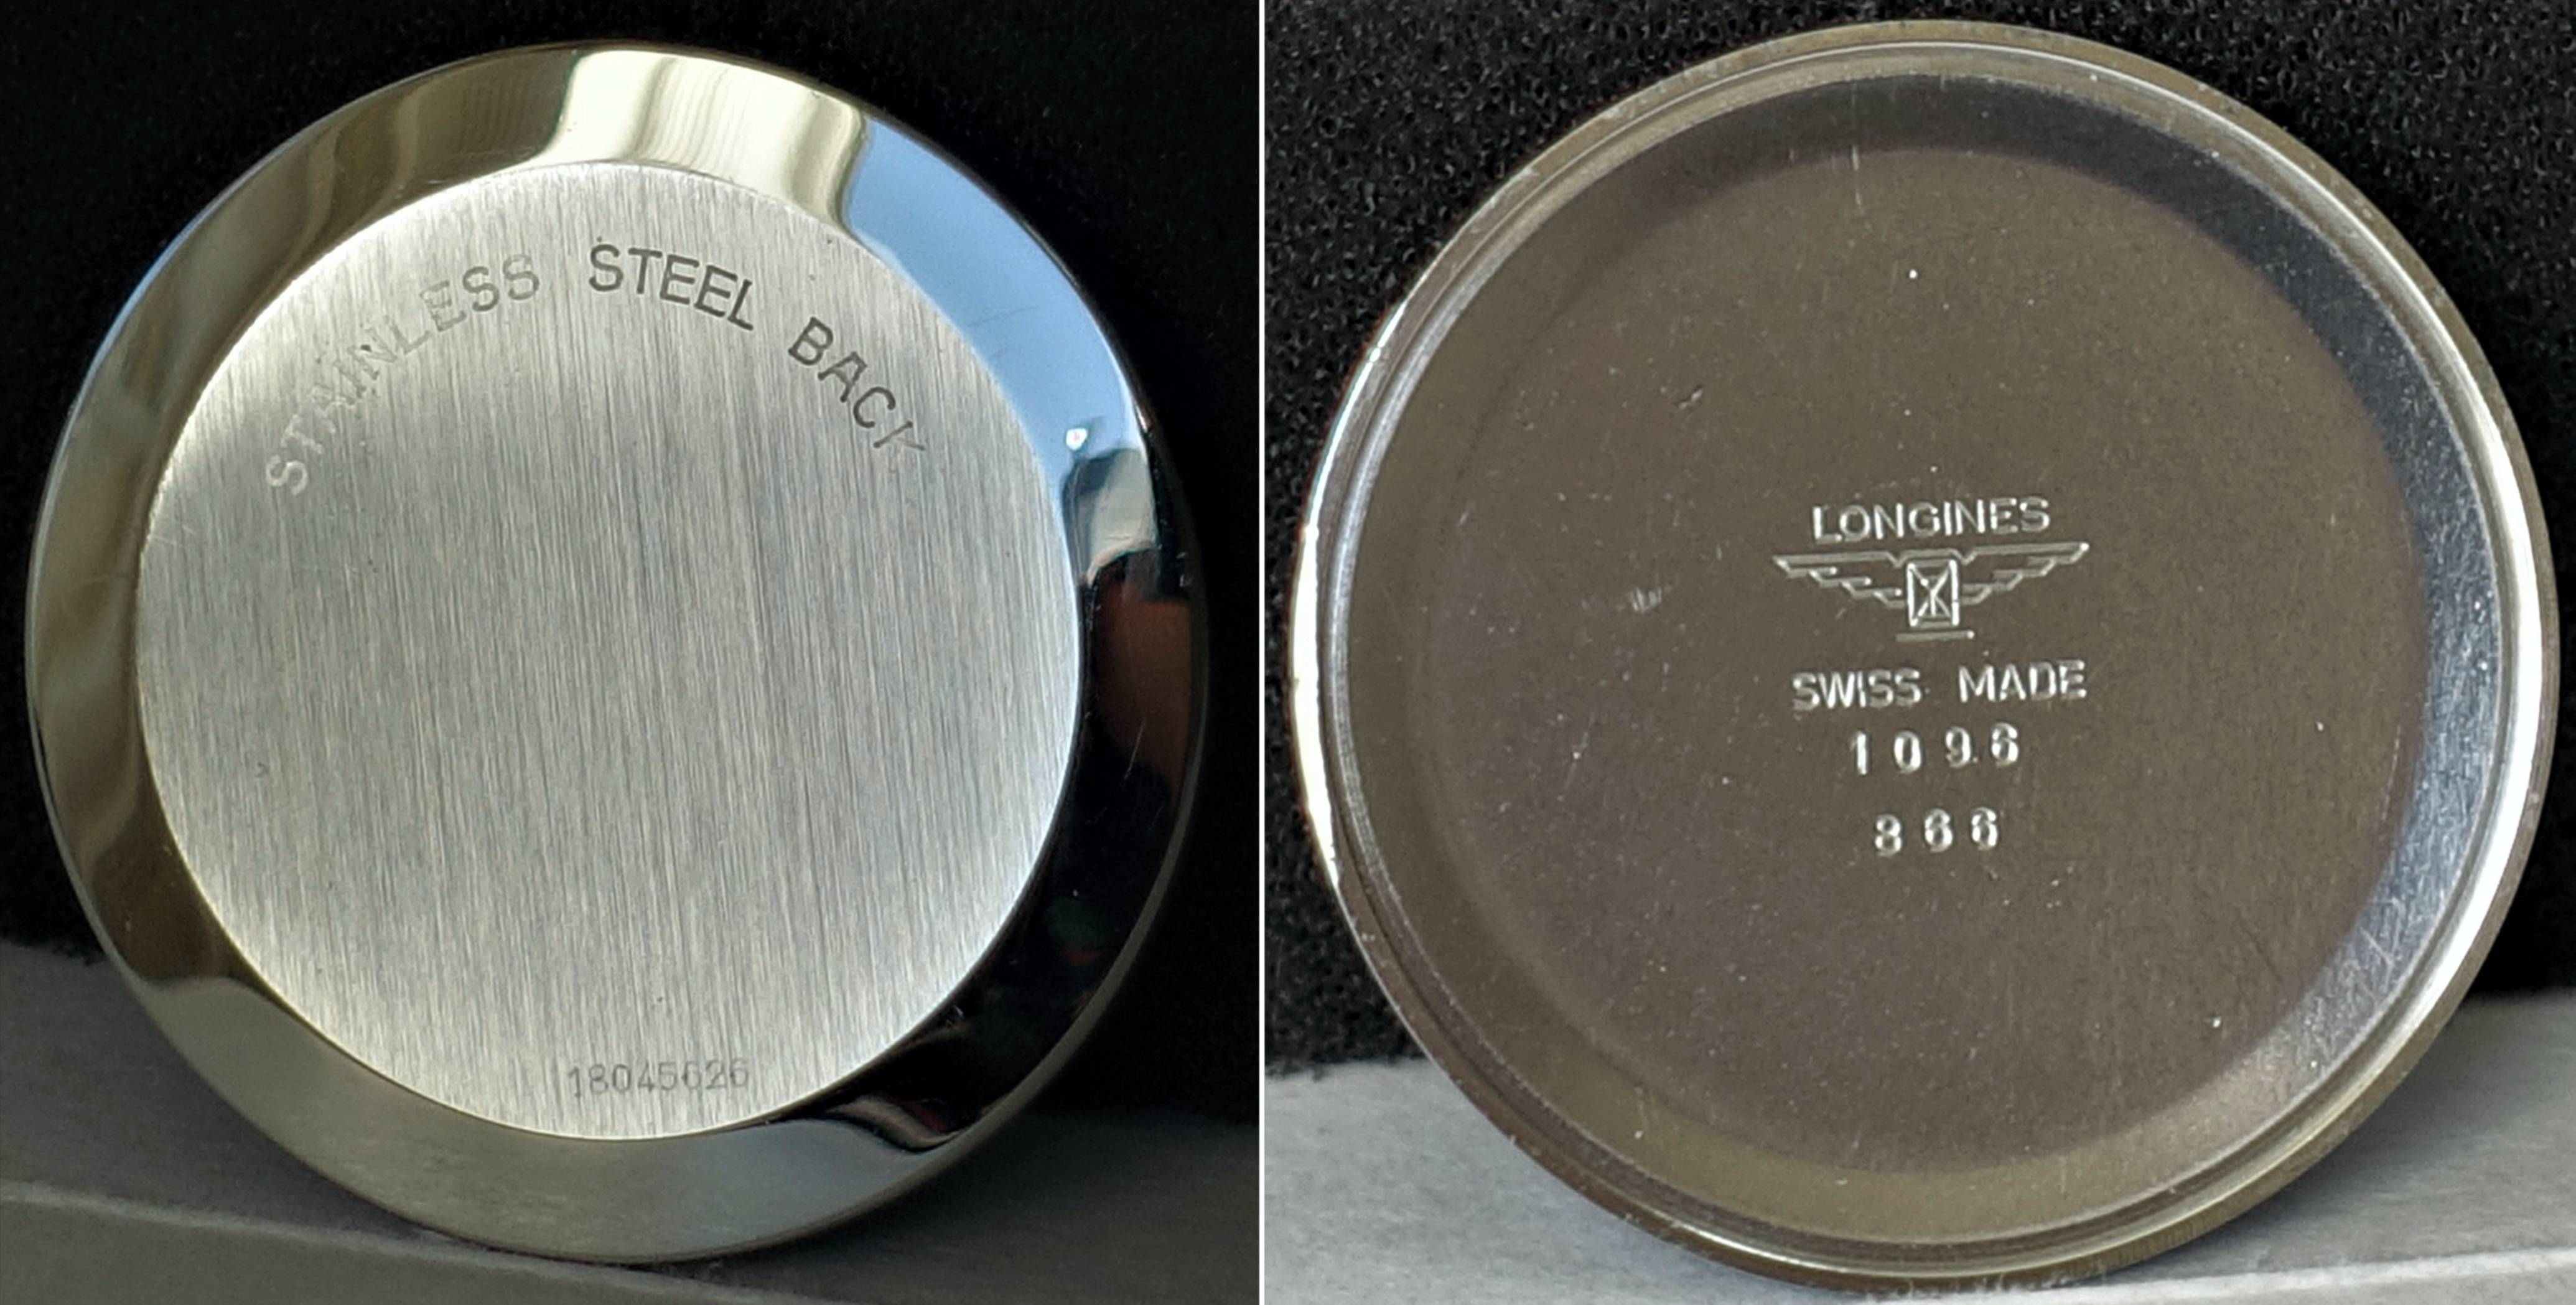 STAINLESS STEEL BACK
18045626
LONGINES
SWISS MADE
1096
866